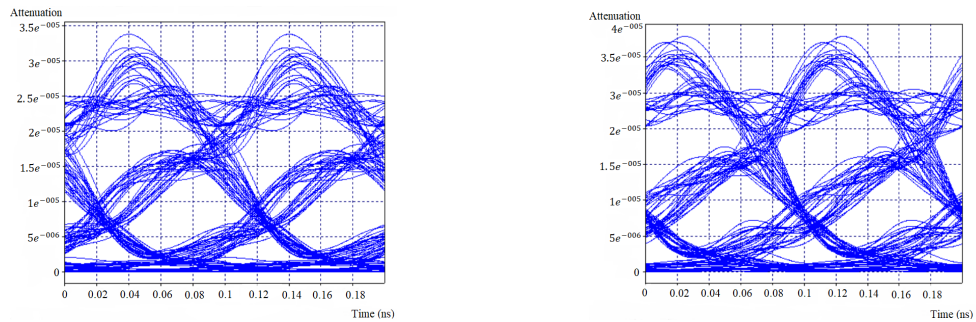 Attenuation
3.5e⁻⁰⁰⁵
3e⁻⁰⁰⁵
2.5e⁻⁰⁰⁵
2e⁻⁰⁰⁵
1.5e⁻⁰⁰⁵
1e⁻⁰⁰⁵
5e⁻⁰⁰⁶
0
0 0.02 0.04 0.06 0.08 0.1 0.12 0.14 0.16 0.18
Time (ns)
Attenuation
4e⁻⁰⁰⁵
3.5e⁻⁰⁰⁵
3e⁻⁰⁰⁵
2e⁻⁰⁰⁵
1.5e⁻⁰⁰⁵
1e⁻⁰⁰⁵
5e⁻⁰⁰⁶
0
0 0.02 0.04 0.06 0.08 0.1 0.12 0.14 0.16 0.18
Time (ns)